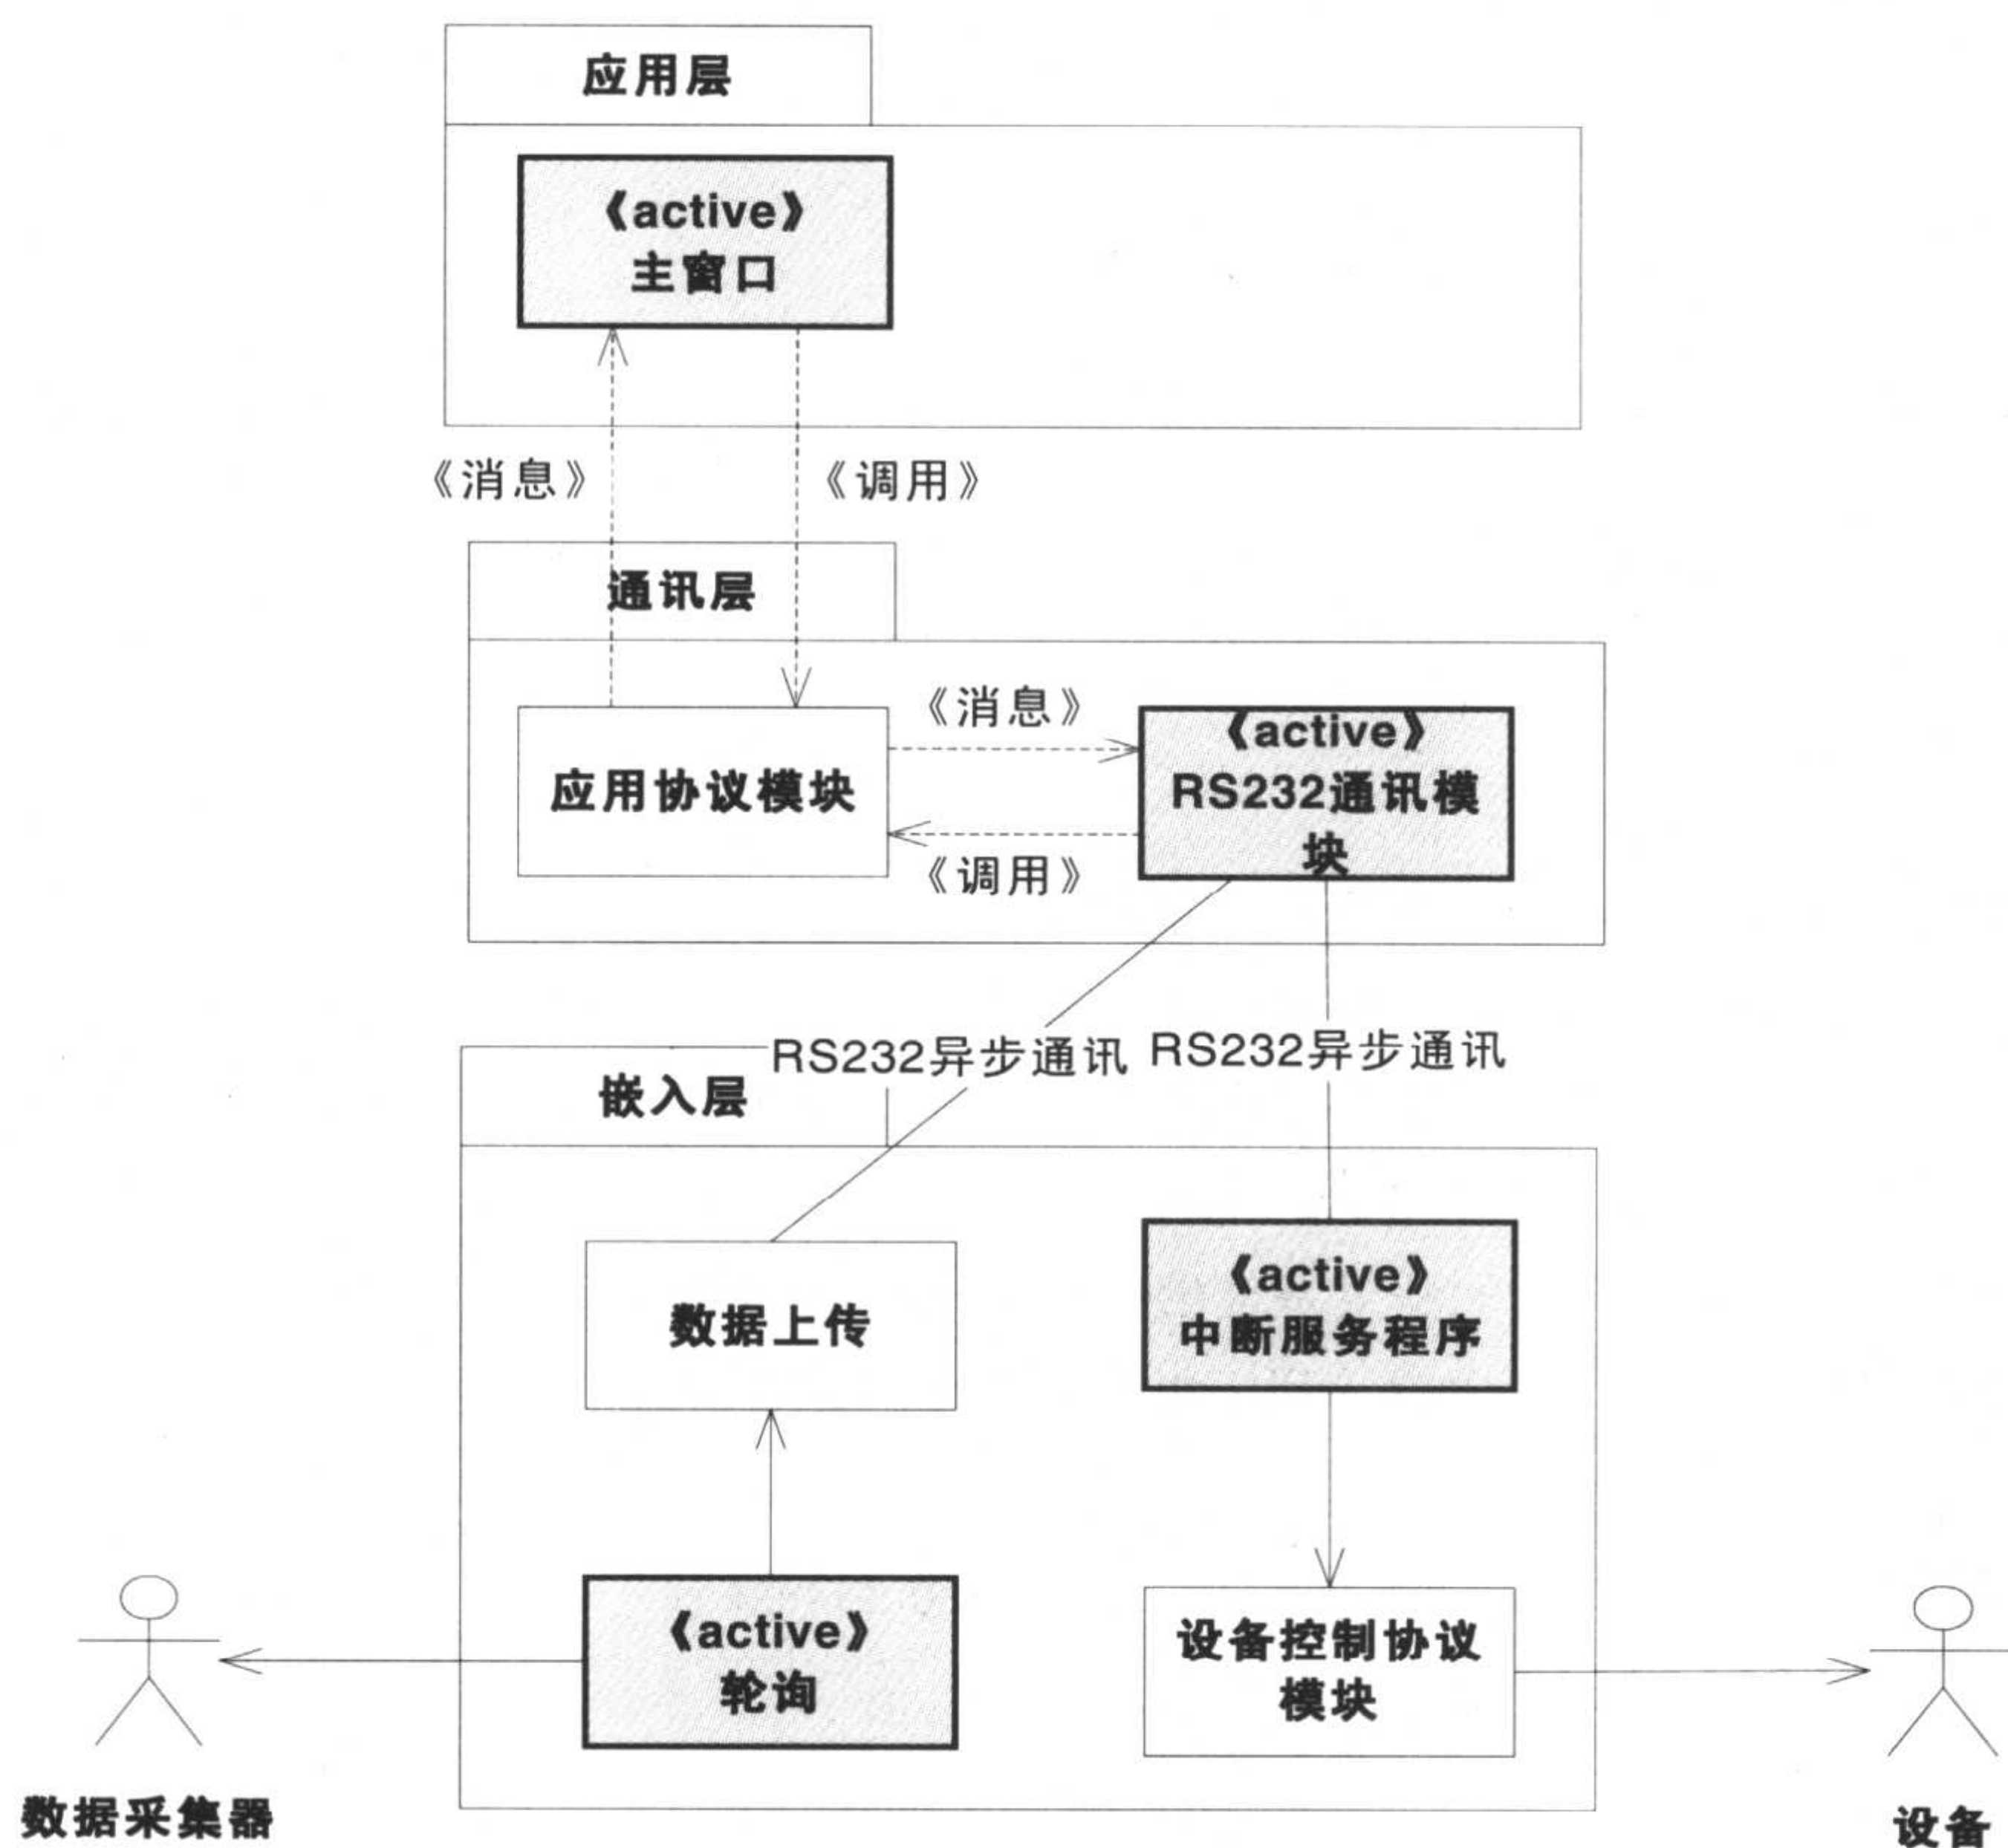 应用层
《active》
主窗口
《消息》
《调用》
通讯层
应用协议模块
《消息》
《调用》
《active》
RS232通讯模
块
RS232异步通讯
RS232异步通讯
嵌入层
数据上传
《active》
中断服务程序
《active》
轮询
设备控制协议
模块
数据采集器
设备